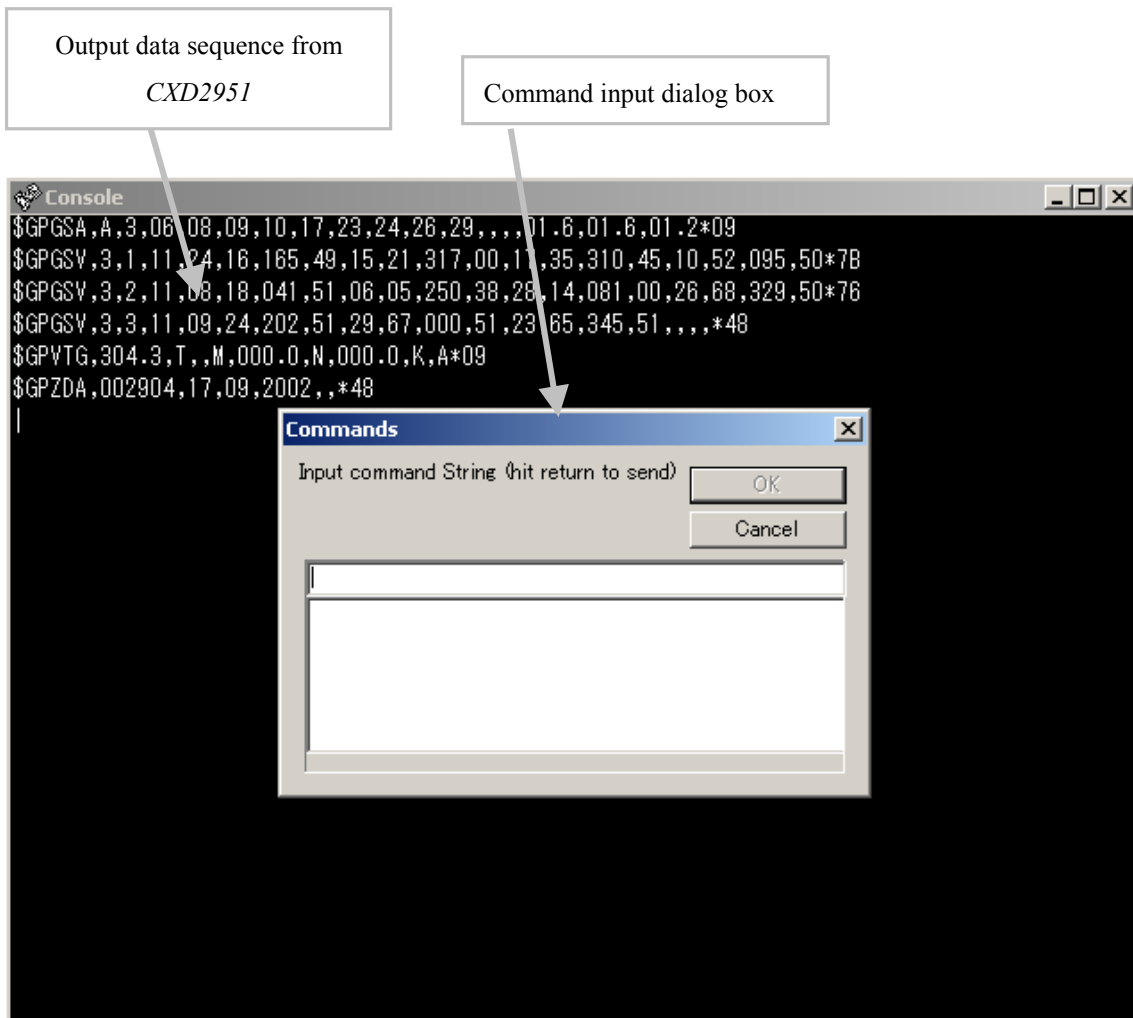 Output data sequence from
CXD2951
Command input dialog box
Console
$GPGSA,A,3,06,08,09,10,17,23,24,26,29,,,,01.6,01.6,01.2*09
$GPGSV,3,1,11,24,16,165,49,15,21,317,00,17,35,310,45,10,52,095,50*7B
$GPGSV,3,2,11,08,18,041,51,06,05,250,38,28,14,081,00,26,68,329,50*76
$GPGSV,3,3,11,09,24,202,51,29,67,000,51,23,65,345,51,,,,*48
$GPVTG,304.3,T,,M,000.0,N,000.0,K,A*09
$GPZDA,002904,17,09,2002,,*48
Commands
Input command String (hit return to send)
OK
Cancel